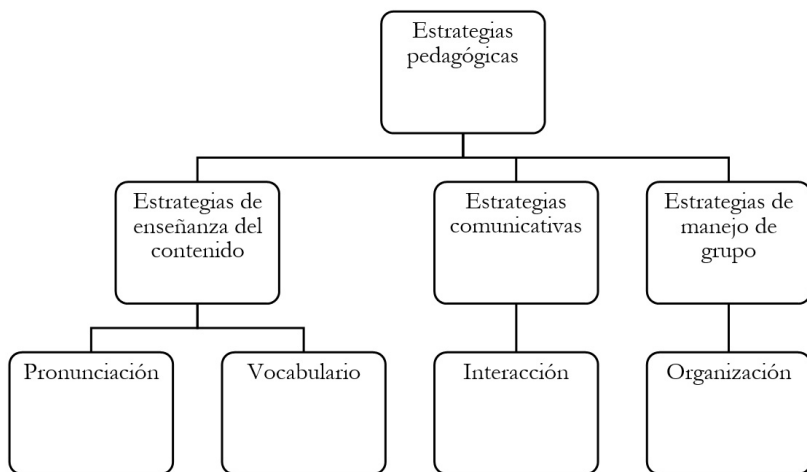 Estrategias
pedagógicas
Estrategias de
enseñanza del
contenido
Estrategias
comunicativas
Estrategias de
manejo de
grupo
Pronunciación
Vocabulario
Interacción
Organización